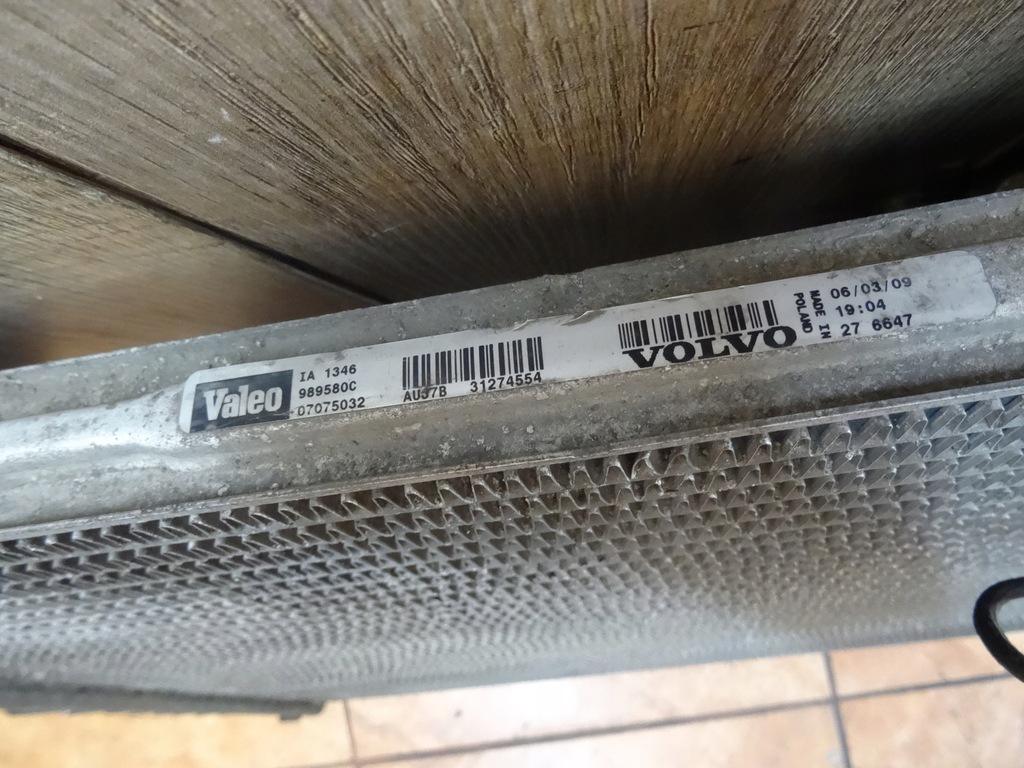 Valeo
IA 1346
989580C
07075032
AU37B 31274554
VOLVO
MADE IN
POLAND
06/03/09
19:04
27 6647